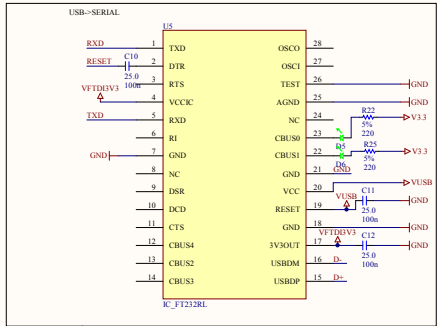 USB->SERIAL
U5
RXD 1 TXD OSCO 28
RESET C10 2 DTR OSCI 27
25.0
100n
3 RTS TEST 26 GND
VFTDI3V3 4 VCCIC AGND 25 GND
TXD 5 RXD NC 24 R22 V3.3
5%
220
6 RI CBUS0 23 D5
GND 7 GND CBUS1 22 D6 R25 V3.3
5%
220
8 NC GND 21 GND
9 DSR VCC 20 VUSB
10 DCD RESET 19 VUSB C11 GND
25.0
100n
11 CTS GND 18 GND
12 CBUS4 3V3OUT 17 VFTDI3V3 C12 GND
25.0
100n
13 CBUS2 USBDM 16 D-
14 CBUS3 USBDP 15 D+
IC_FT232RL